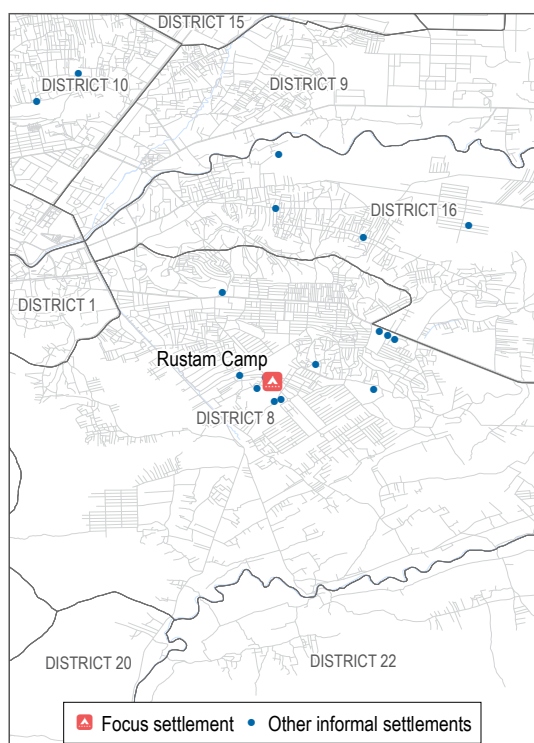 DISTRICT 15
DISTRICT 10
DISTRICT 9
DISTRICT 16
DISTRICT 1
Rustam Camp
DISTRICT 8
DISTRICT 20
DISTRICT 22
Focus settlement
Other informal settlements